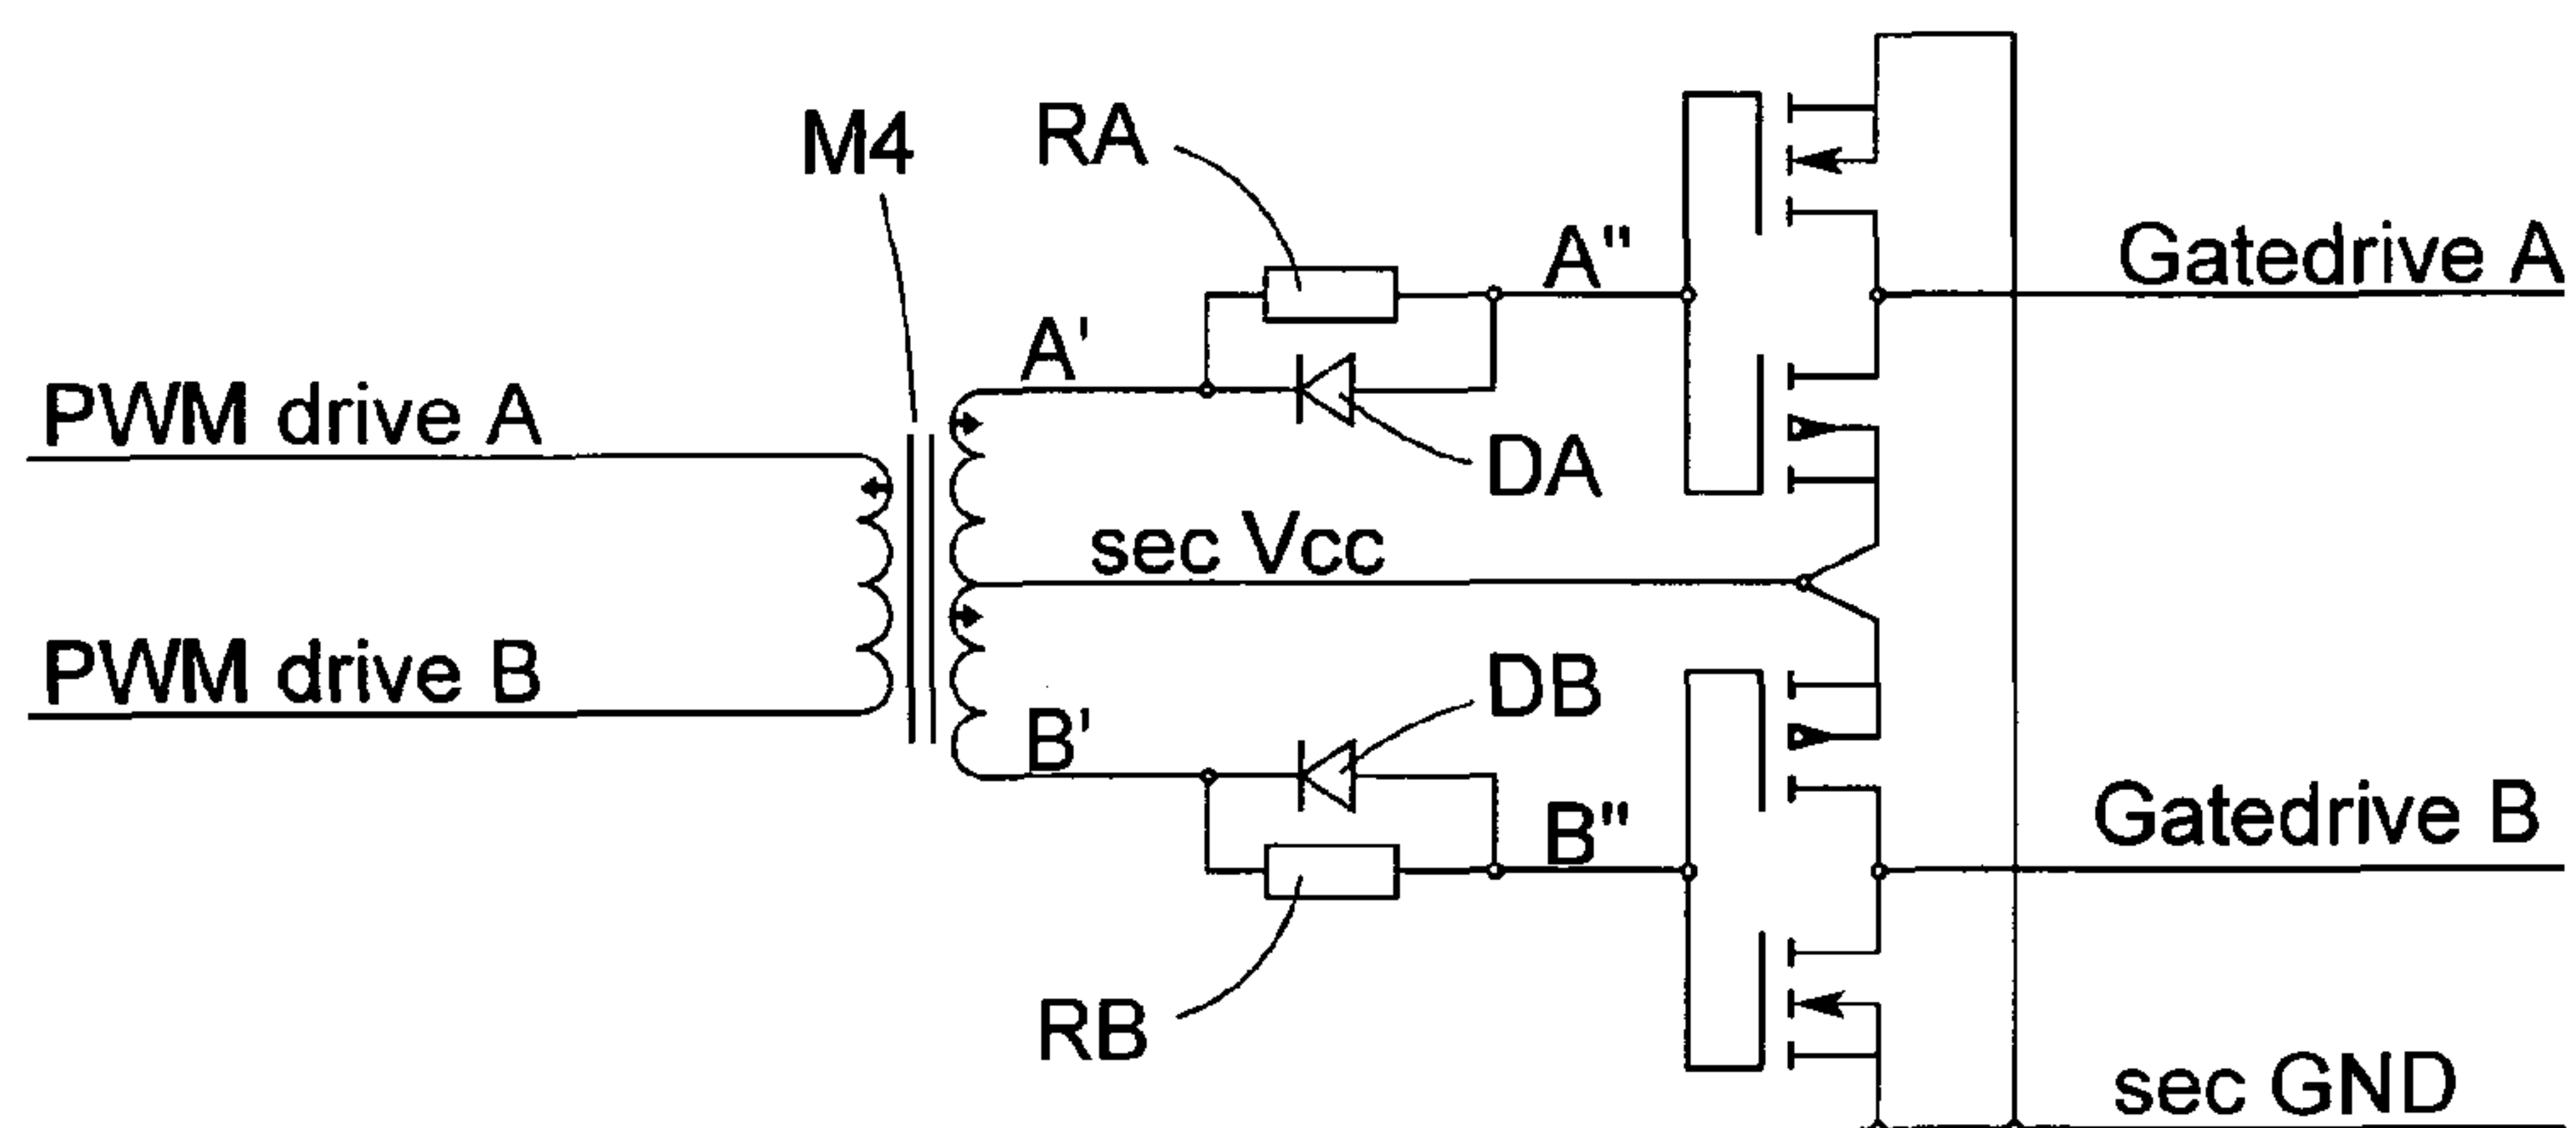 M4
RA
A"
Gatedrive A
A'
PWM drive A
DA
sec Vcc
PWM drive B
DB
B'
B"
Gatedrive B
RB
sec GND